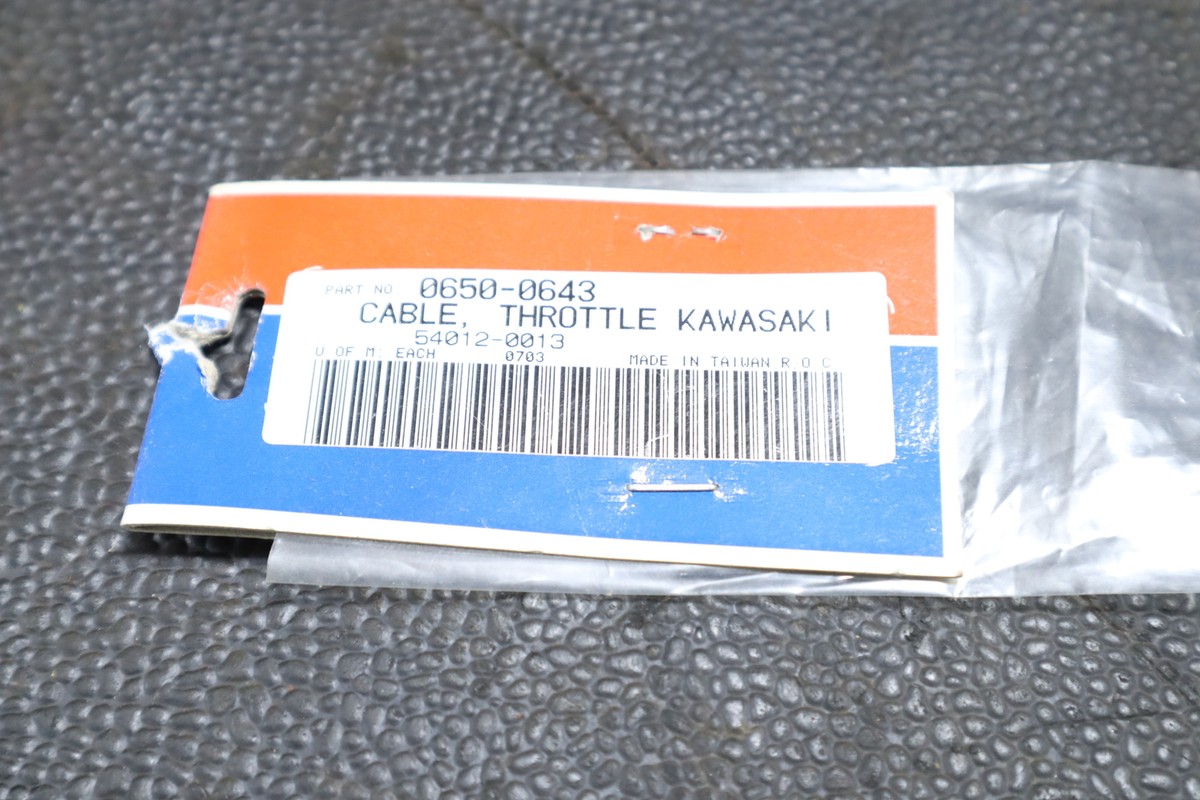 PART NO: 0650-0643
CABLE, THROTTLE KAWASAKI
54012-0013
U OF M: EACH 0703 MADE IN TAIWAN R O C